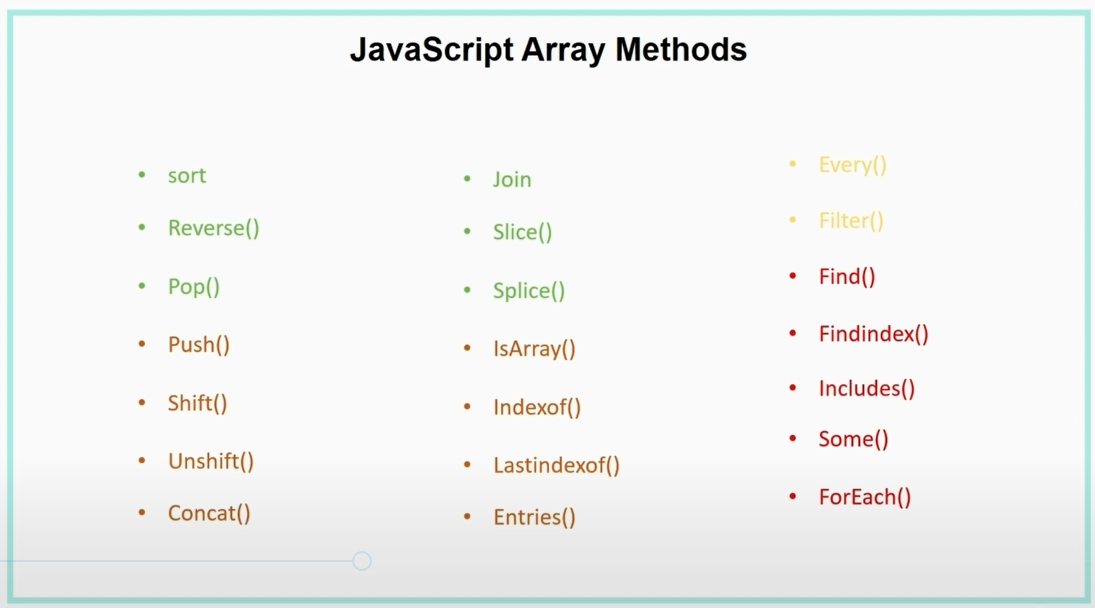 JavaScript Array Methods
• sort
• Reverse()
• Pop()
• Push()
• Shift()
• Unshift()
• Concat()
• Join
• Slice()
• Splice()
• IsArray()
• Indexof()
• Lastindexof()
• Entries()
• Every()
• Filter()
• Find()
• Findindex()
• Includes()
• Some()
• ForEach()